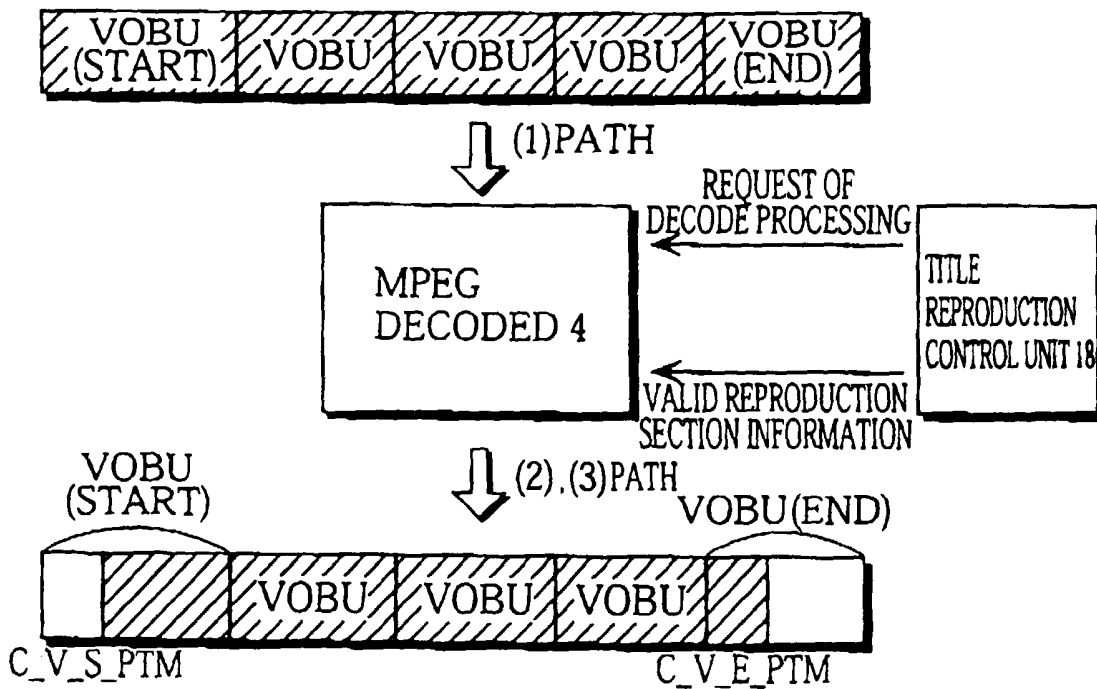 VOBU
(START)
VOBU
VOBU
VOBU
VOBU
(END)
(1)PATH
REQUEST OF
DECODE PROCESSING
MPEG
DECODED 4
TITLE
REPRODUCTION
CONTROL UNIT 18
VALID REPRODUCTION
SECTION INFORMATION
(2),(3)PATH
VOBU
(START)
VOBU(END)
VOBU
VOBU
VOBU
C_V_S_PTM
C_V_E_PTM